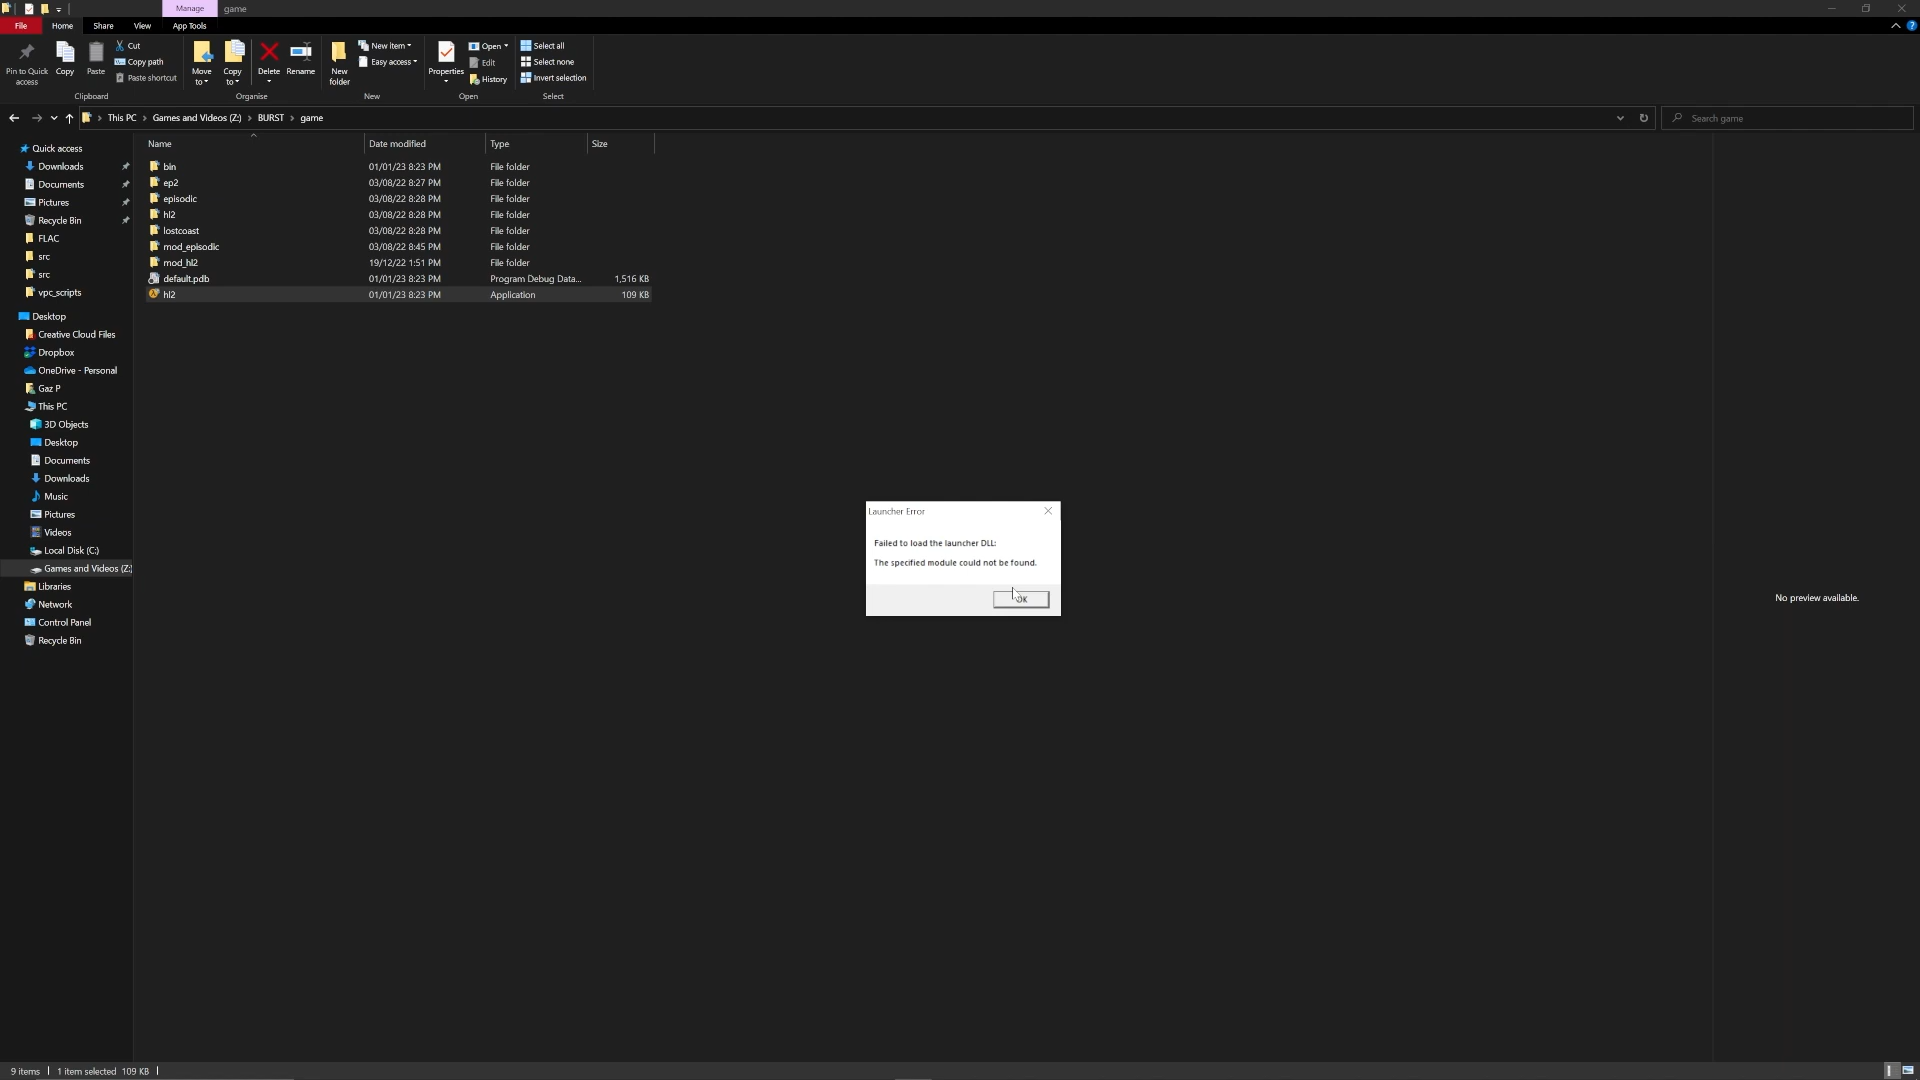 Manage game
File Home Share View App Tools
Pin to Quick access
Copy
Paste
Cut
Copy path
Paste shortcut
Clipboard
Move to
Copy to
Delete
Rename
Organise
New folder
New item
Easy access
New
Properties
Open
Edit
History
Open
Select all
Select none
Invert selection
Select
This PC > Games and Videos (Z:) > BURST > game
Search game
Name Date modified Type Size
bin 01/01/23 8:23 PM File folder
ep2 03/08/22 8:27 PM File folder
episodic 03/08/22 8:28 PM File folder
hl2 03/08/22 8:28 PM File folder
lostcoast 03/08/22 8:28 PM File folder
mod_episodic 03/08/22 8:45 PM File folder
mod_hl2 19/12/22 1:51 PM File folder
default.pdb 01/01/23 8:23 PM Program Debug Data... 1,516 KB
hl2 01/01/23 8:23 PM Application 109 KB
Quick access
Downloads
Documents
Pictures
Recycle Bin
FLAC
src
src
vpc_scripts
Desktop
Creative Cloud Files
Dropbox
OneDrive - Personal
Gaz P
This PC
3D Objects
Desktop
Documents
Downloads
Music
Pictures
Videos
Local Disk (C:)
Games and Videos (Z:)
Libraries
Network
Control Panel
Recycle Bin
Launcher Error
Failed to load the launcher DLL:
The specified module could not be found.
OK
No preview available.
9 items 1 item selected 109 KB